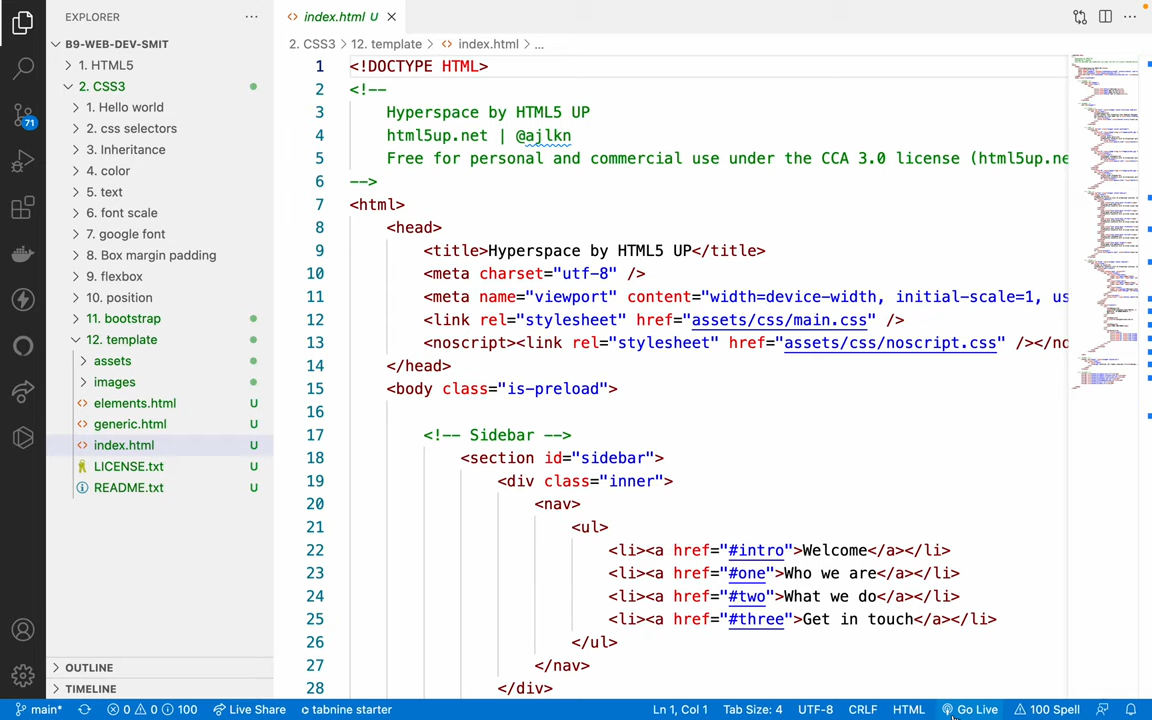 EXPLORER
B9-WEB-DEV-SMIT
1. HTML5
2. CSS3
1. Hello world
2. css selectors
3. Inheritance
4. color
5. text
6. font scale
7. google font
8. Box margin padding
9. flexbox
10. position
11. bootstrap
12. template
assets
images
elements.html U
generic.html U
index.html U
LICENSE.txt U
README.txt U
OUTLINE
TIMELINE
71
index.html U
2. CSS3 > 12. template > index.html > ...
1 <!DOCTYPE HTML>
2 <!--
3 Hyperspace by HTML5 UP
4 html5up.net | @ajlkn
5 Free for personal and commercial use under the CCA 3.0 license (html5up.ne
6 -->
7 <html>
8 <head>
9 <title>Hyperspace by HTML5 UP</title>
10 <meta charset="utf-8" />
11 <meta name="viewport" content="width=device-width, initial-scale=1, us
12 <link rel="stylesheet" href="assets/css/main.css" />
13 <noscript><link rel="stylesheet" href="assets/css/noscript.css" /></no
14 </head>
15 <body class="is-preload">
16
17 <!-- Sidebar -->
18 <section id="sidebar">
19 <div class="inner">
20 <nav>
21 <ul>
22 <li><a href="#intro">Welcome</a></li>
23 <li><a href="#one">Who we are</a></li>
24 <li><a href="#two">What we do</a></li>
25 <li><a href="#three">Get in touch</a></li>
26 </ul>
27 </nav>
28 </div>
main* 0 0 100 Live Share tabnine starter Ln 1, Col 1 Tab Size: 4 UTF-8 CRLF HTML Go Live 100 Spell